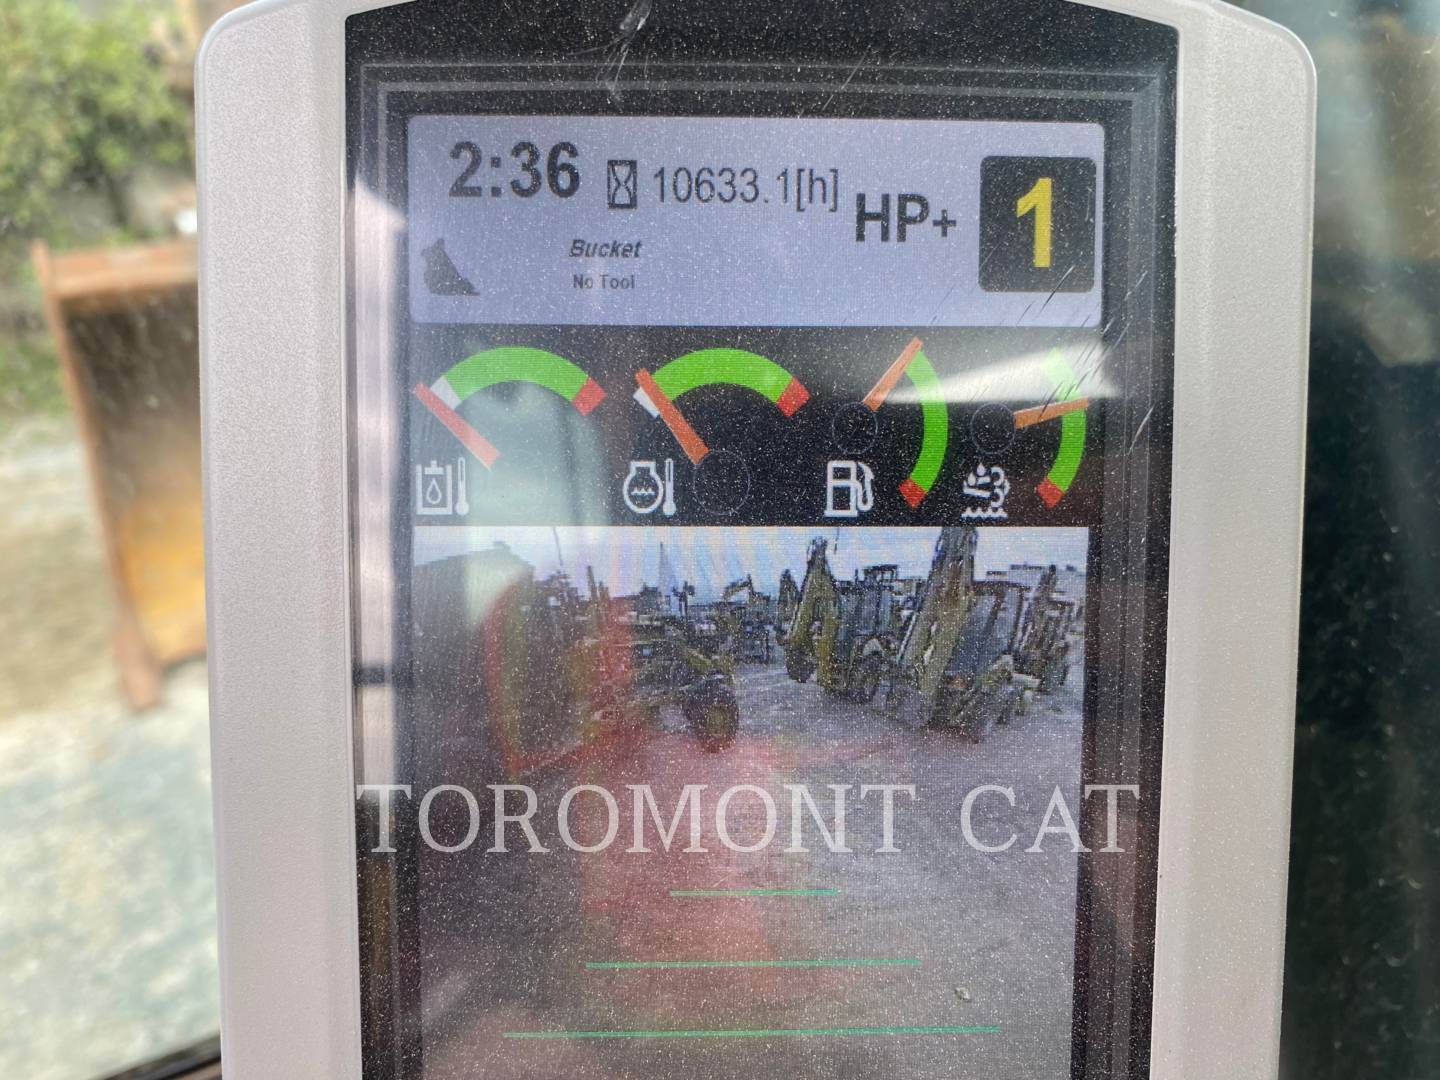 2:36 10633.1[h] HP+ 1
Bucket
No Tool
TOROMONT CAT